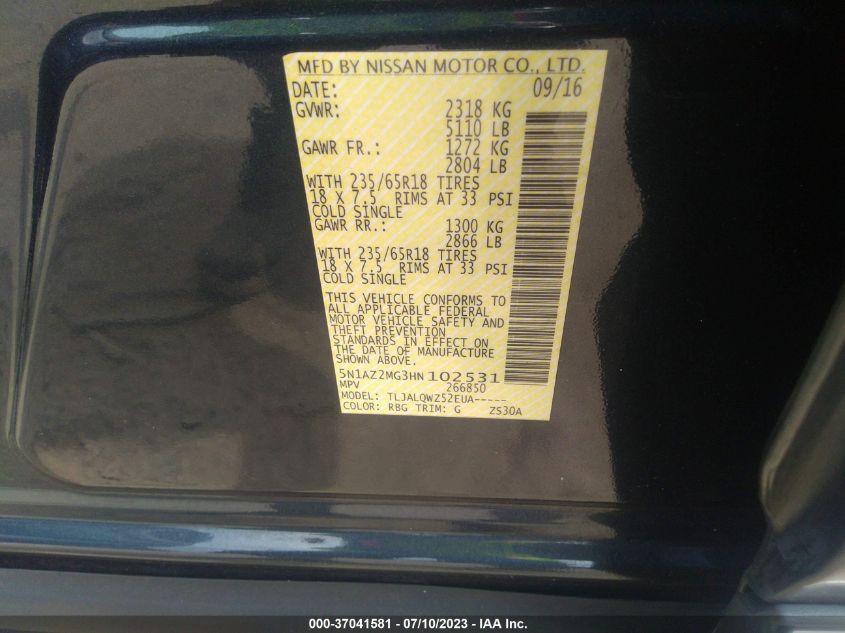 MFD BY NISSAN MOTOR CO., LTD.
DATE: 09/16
GVWR: 2318 KG
5110 LB
GAWR FR.: 1272 KG
2804 LB
WITH 235/65R18 TIRES
18 X 7.5 RIMS AT 33 PSI
COLD SINGLE
GAWR RR.: 1300 KG
2866 LB
WITH 235/65R18 TIRES
18 X 7.5 RIMS AT 33 PSI
COLD SINGLE
THIS VEHICLE CONFORMS TO
ALL APPLICABLE FEDERAL
MOTOR VEHICLE SAFETY AND
THEFT PREVENTION
STANDARDS IN EFFECT ON
THE DATE OF MANUFACTURE
SHOWN ABOVE.
5N1AZ2MG3HN102531
MPV 266850
MODEL: TLJALQWZ52EUA-----
COLOR: RBG TRIM: G ZS30A
000-37041581 - 07/10/2023 - IAA Inc.